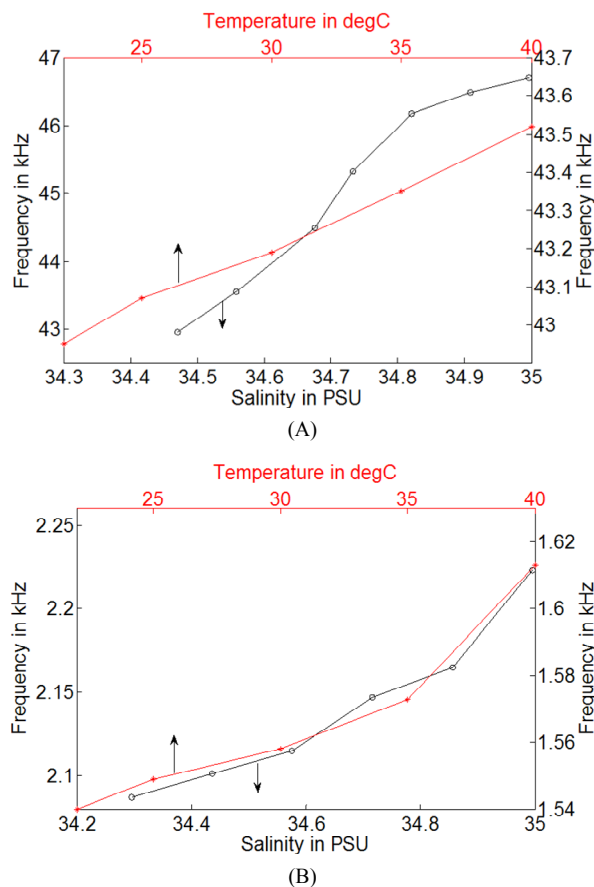 Temperature in degC
25 30 35 40
47 43.7
46 43.6
45 43.5
44 43.4
43 43.3
43.2
43.1
43
Frequency in kHz
Frequency in kHz
34.3 34.4 34.5 34.6 34.7 34.8 34.9 35
Salinity in PSU
(A)
Temperature in degC
25 30 35 40
2.25 1.62
2.2 1.6
2.15 1.58
2.1 1.56
1.54
Frequency in kHz
Frequency in kHz
34.2 34.4 34.6 34.8 35
Salinity in PSU
(B)